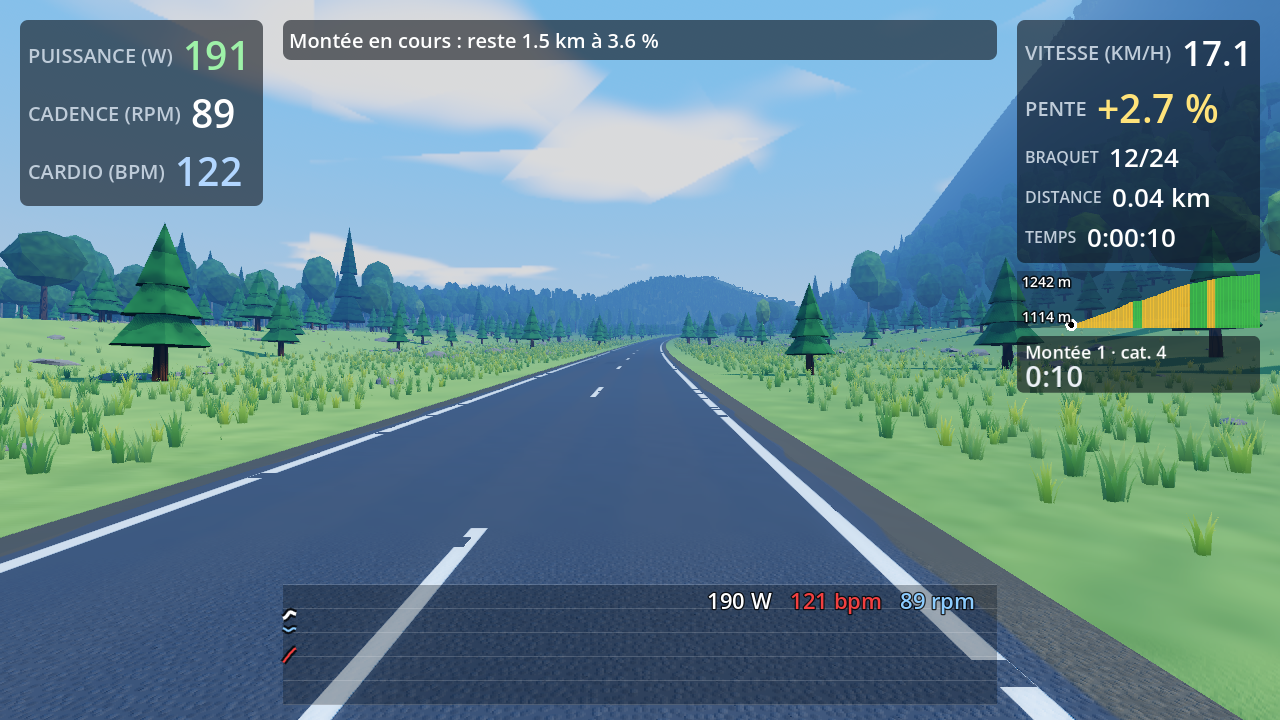 PUISSANCE (W) 191
CADENCE (RPM) 89
CARDIO (BPM) 122
Montée en cours : reste 1.5 km à 3.6 %
VITESSE (KM/H) 17.1
PENTE +2.7 %
BRAQUET 12/24
DISTANCE 0.04 km
TEMPS 0:00:10
1242 m
1114 m
Montée 1 · cat. 4
0:10
190 W 121 bpm 89 rpm